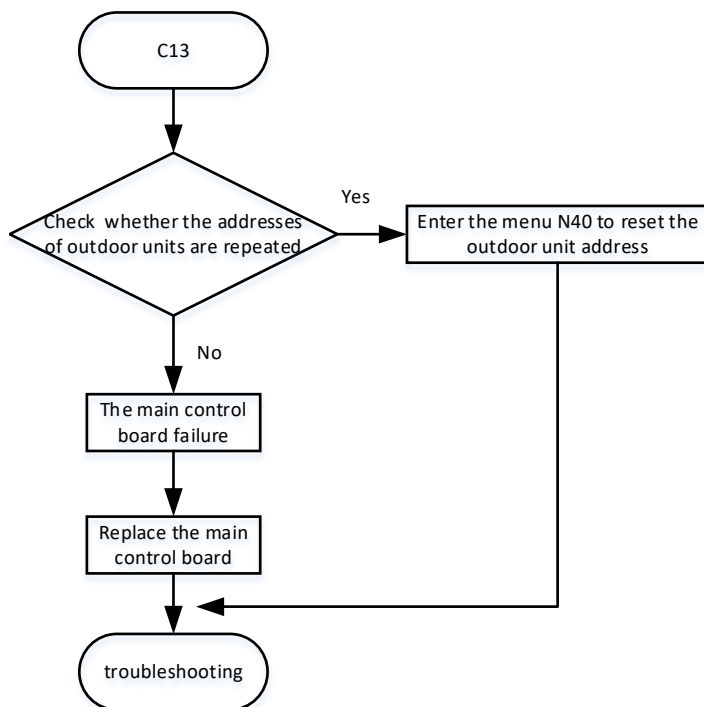 C13
Check whether the addresses
of outdoor units are repeated
Yes
Enter the menu N40 to reset the
outdoor unit address
No
The main control
board failure
Replace the main
control board
troubleshooting